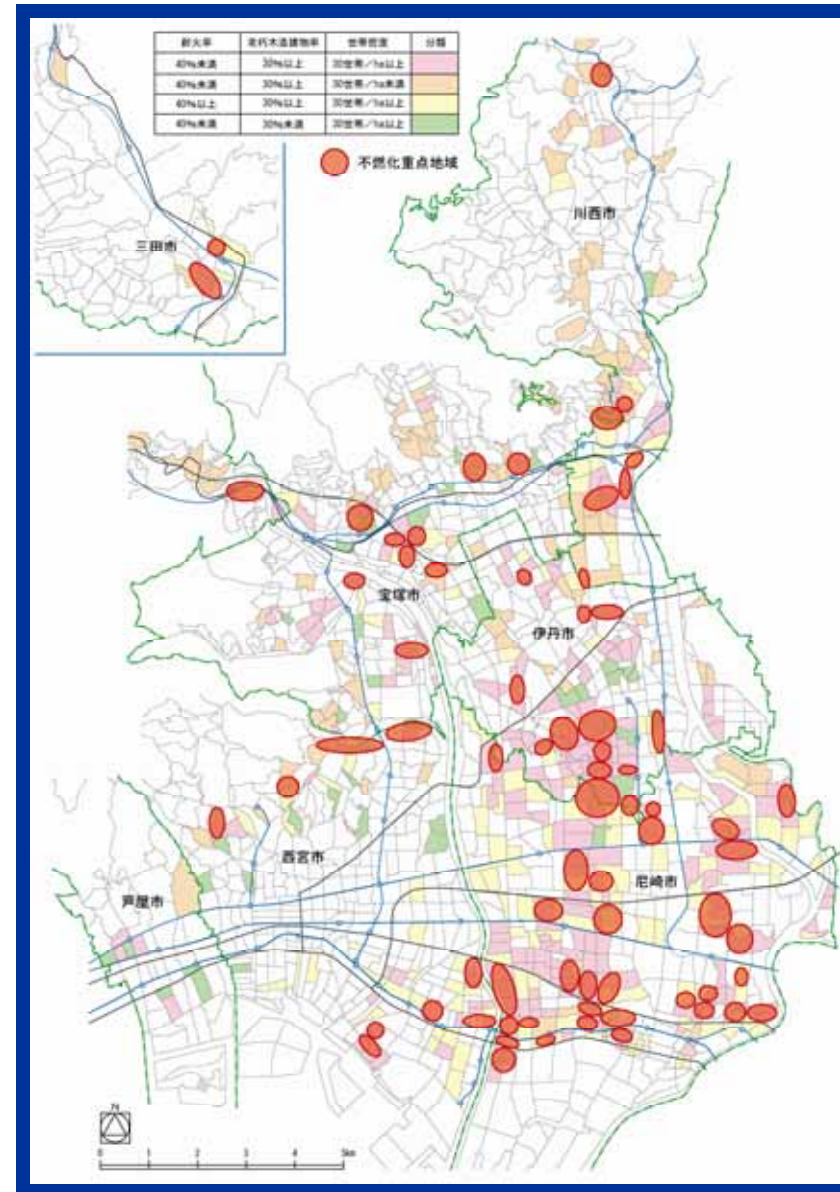 耐火率 老朽木造建物率 世帯密度 分類
40%未満 30%以上 30世帯/ha以上
40%未満 30%以上 30世帯/ha未満
40%以上 30%以上 30世帯/ha以上
40%未満 30%未満 30世帯/ha以上
不燃化重点地域
川西市
三田市
宝塚市
伊丹市
西宮市
尼崎市
芦屋市
0 1 2 3 4 5km